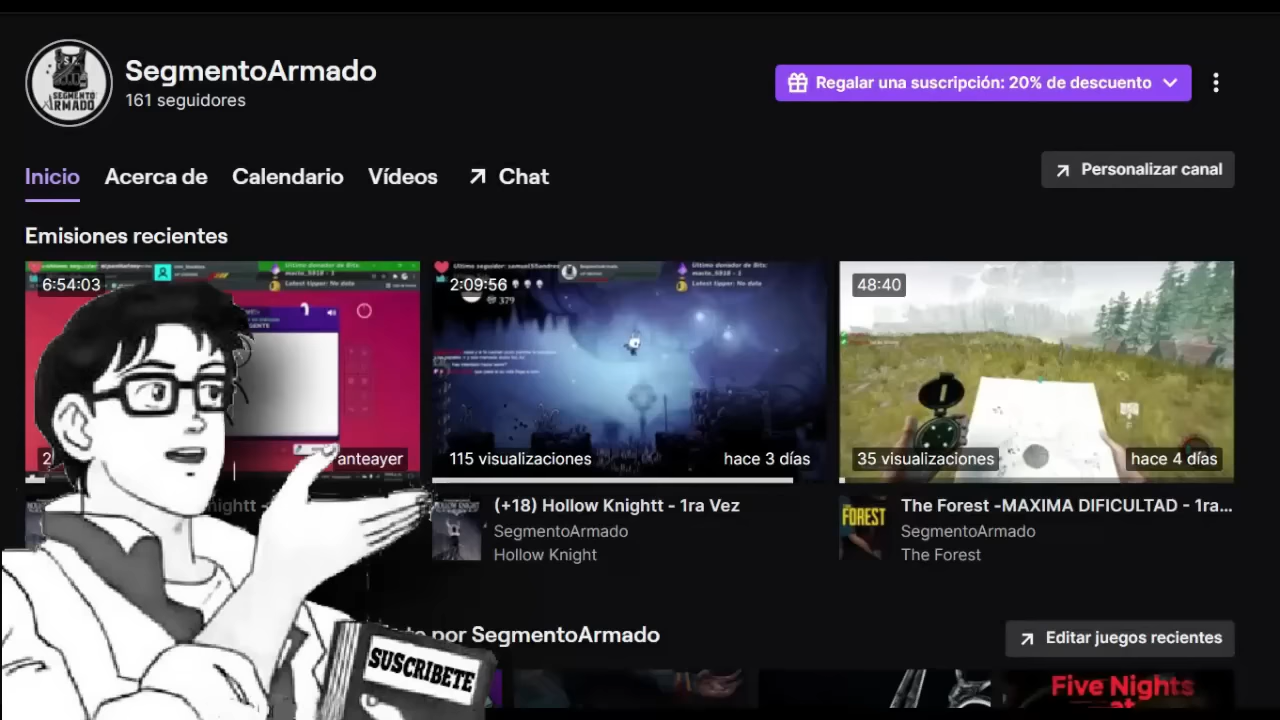 SegmentoArmado
161 seguidores
Regalar una suscripción: 20% de descuento
Inicio
Acerca de
Calendario
Vídeos
Chat
Personalizar canal
Emisiones recientes
6:54:03
2
anteayer
2:09:56
379
115 visualizaciones
hace 3 días
48:40
35 visualizaciones
hace 4 días
(+18) Hollow Knightt - 1ra Vez
SegmentoArmado
Hollow Knight
FOREST
The Forest -MAXIMA DIFICULTAD - 1ra...
SegmentoArmado
The Forest
por SegmentoArmado
Editar juegos recientes
SUSCRIBETE
Five Nights
at